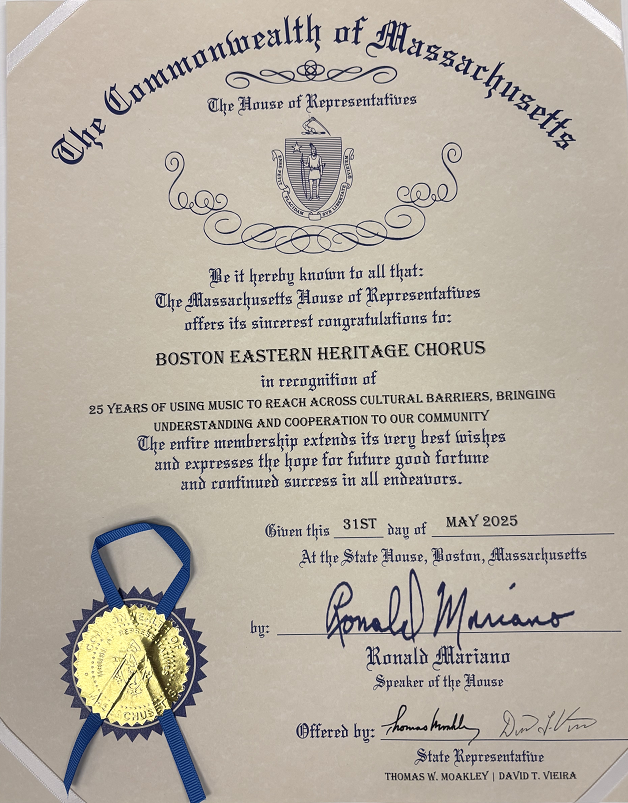 The Commonwealth of Massachusetts
The House of Representatives
Be it hereby known to all that:
The Massachusetts House of Representatives
offers its sincerest congratulations to:
BOSTON EASTERN HERITAGE CHORUS
in recognition of
25 YEARS OF USING MUSIC TO REACH ACROSS CULTURAL BARRIERS, BRINGING
UNDERSTANDING AND COOPERATION TO OUR COMMUNITY
The entire membership extends its very best wishes
and expresses the hope for future good fortune
and continued success in all endeavors.
Given this 31ST day of MAY 2025
At the State House, Boston, Massachusetts
by: Ronald Mariano
Ronald Mariano
Speaker of the House
Offered by: Thomas Moakley
State Representative
THOMAS W. MOAKLEY | DAVID T. VIEIRA